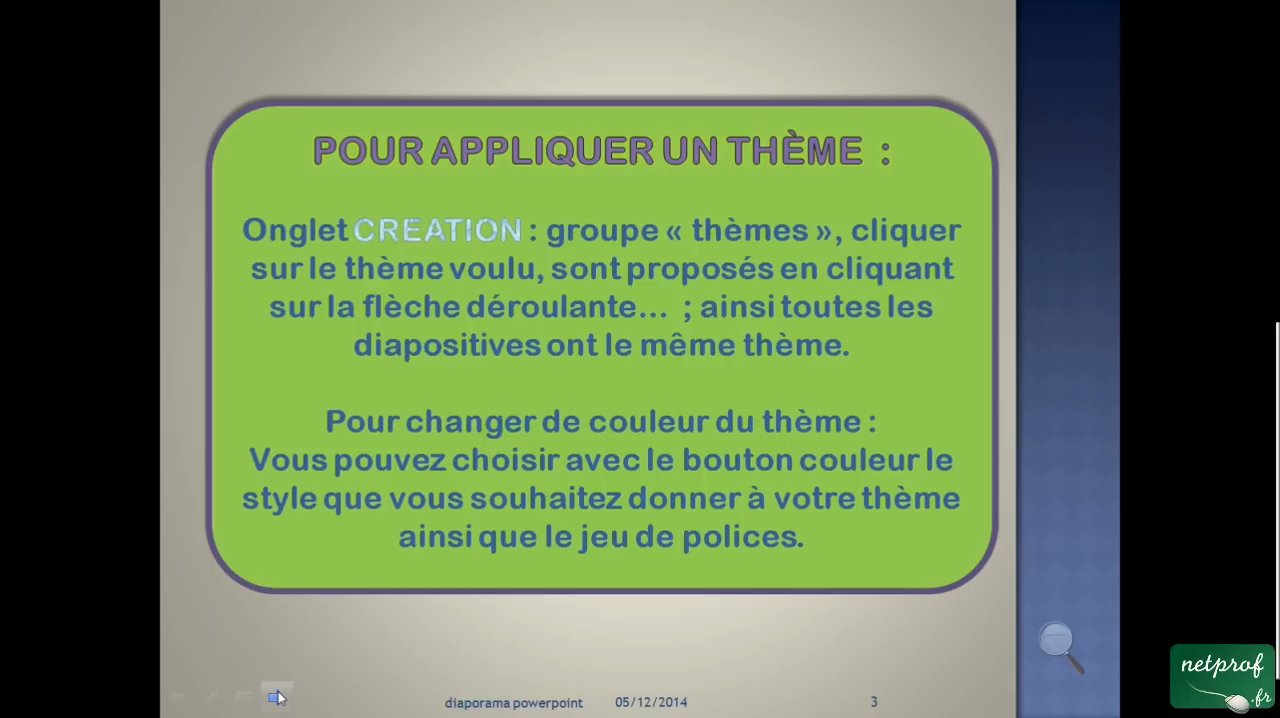 POUR APPLIQUER UN THÈME :
Onglet CREATION : groupe « thèmes », cliquer
sur le thème voulu, sont proposés en cliquant
sur la flèche déroulante... ; ainsi toutes les
diapositives ont le même thème.
Pour changer de couleur du thème :
Vous pouvez choisir avec le bouton couleur le
style que vous souhaitez donner à votre thème
ainsi que le jeu de polices.
diaporama powerpoint 05/12/2014 3
netprof
.fr